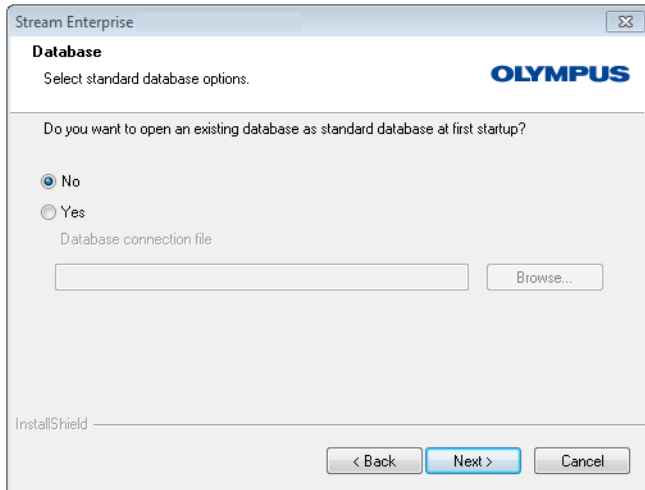 Stream Enterprise
Database
Select standard database options.
OLYMPUS
Do you want to open an existing database as standard database at first startup?
No
Yes
Database connection file
Browse...
InstallShield
< Back
Next >
Cancel